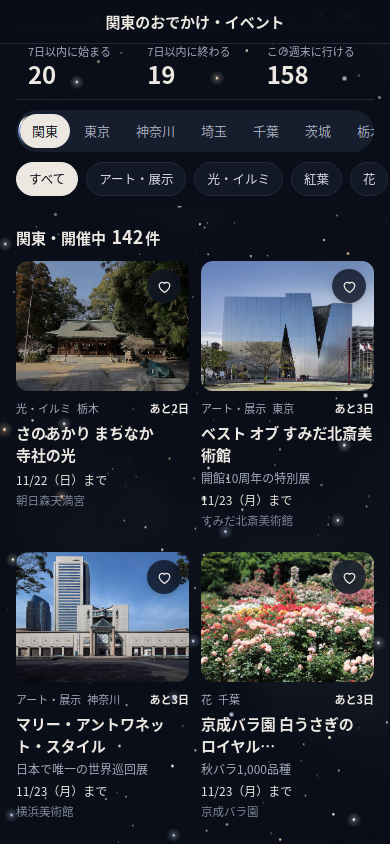 関東のおでかけ・イベント
7日以内に始まる
7日以内に終わる
この週末に行ける
20
19
158
関東
東京
神奈川
埼玉
千葉
茨城
すべて
アート・展示
光・イルミ
紅葉
花
関東・開催中 142件
光・イルミ 栃木 あと2日
さのあかり まちなか
寺社の光
11/22（日）まで
朝日森天満宮
アート・展示 東京 あと3日
ベスト オブ すみだ北斎美
術館
開館10周年の特別展
11/23（月）まで
すみだ北斎美術館
アート・展示 神奈川 あと3日
マリー・アントワネッ
ト・スタイル
日本で唯一の世界巡回展
11/23（月）まで
横浜美術館
花 千葉 あと3日
京成バラ園 白うさぎの
ロイヤル…
秋バラ1,000品種
11/23（月）まで
京成バラ園